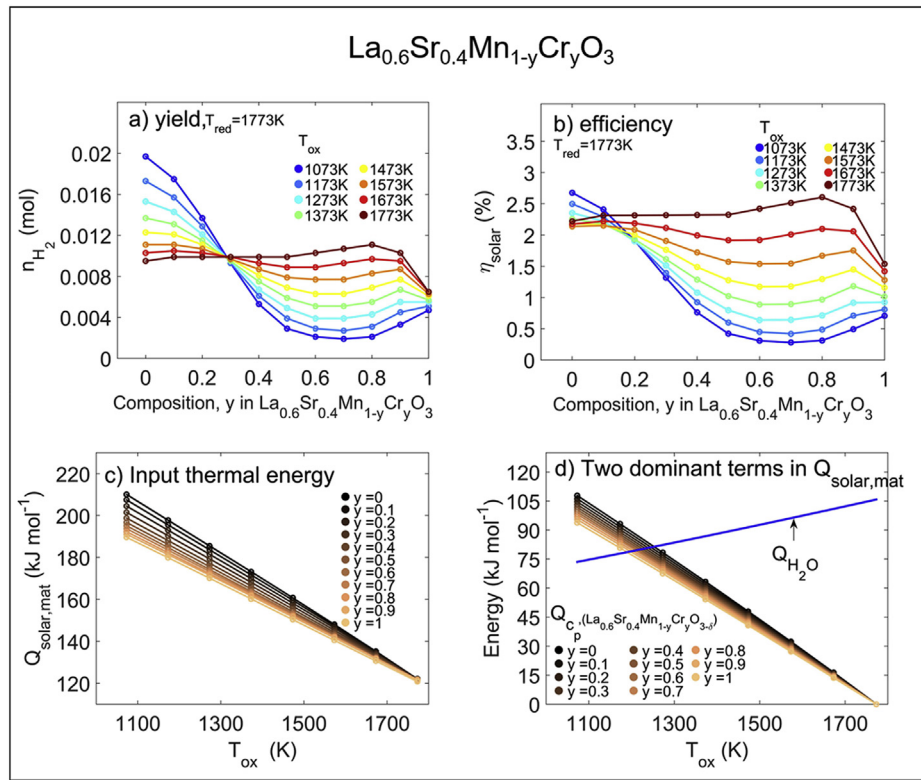 La0.6Sr0.4Mn1-yCryO3
a) yield,Tred=1773K
Tox
1073K
1173K
1273K
1373K
1473K
1573K
1673K
1773K
nH2 (mol)
0.02
0.016
0.012
0.008
0.004
0
0 0.2 0.4 0.6 0.8 1
Composition, y in La0.6Sr0.4Mn1-yCryO3
b) efficiency
Tred=1773K
Tox
1073K
1173K
1273K
1373K
1473K
1573K
1673K
1773K
ηsolar (%)
3.5
3
2.5
2
1.5
1
0.5
0
0 0.2 0.4 0.6 0.8 1
Composition, y in La0.6Sr0.4Mn1-yCryO3
c) Input thermal energy
y =0
y =0.1
y =0.2
y =0.3
y =0.4
y =0.5
y =0.6
y =0.7
y =0.8
y =0.9
y =1
Qsolar,mat (kJ mol-1)
220
200
180
160
140
120
1100 1300 1500 1700
Tox (K)
d) Two dominant terms in Qsolar,mat
QH2O
QCp,(La0.6Sr0.4Mn1-yCryO3-δ)
y =0
y =0.1
y =0.2
y =0.3
y =0.4
y =0.5
y =0.6
y =0.7
y =0.8
y =0.9
y =1
Energy (kJ mol-1)
120
105
90
75
60
45
30
15
0
1100 1300 1500 1700
Tox (K)